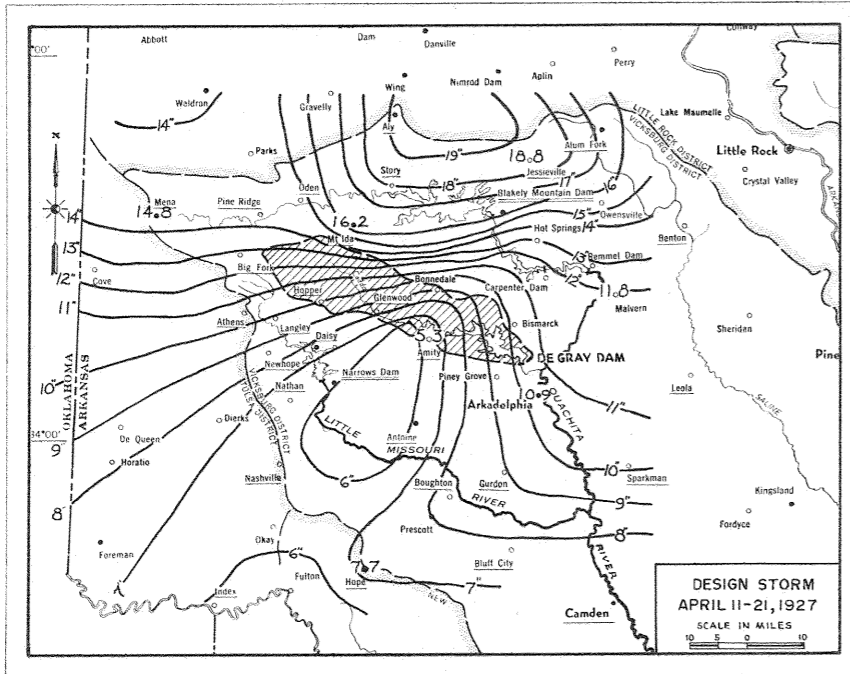 Abbott
Dam
Danville
Conway
Perry
Aplin
Nimrod Dam
Wing
Gravelly
Waldron
14"
Aly
19"
18.8
Alum Fork
Lake Maumelle
LITTLE ROCK DISTRICT
VICKSBURG DISTRICT
Little Rock
Crystal Valley
ARKANSAS
Parks
Story
18"
Jessieville
17"
16"
Oden
Pine Ridge
Mena
14.8
16.2
Blakely Mountain Dam
15"
Owensville
14"
Hot Springs
14"
Benton
Mt Ida
13"
13"
Remmel Dam
Big Fork
12"
Cove
Bonnedale
Carpenter Dam
12"
11.8
Malvern
11"
Hopper
Glenwood
Athens
Langley
Daisy
5.3
Amity
Bismarck
DE GRAY DAM
Sheridan
Pine
Newhope
Narrows Dam
Piney Grove
Nathan
10"
10.9
Arkadelphia
OUACHITA
Leola
SALINE
OKLAHOMA
ARKANSAS
VICKSBURG DISTRICT
TULSA DISTRICT
Dierks
LITTLE
MISSOURI
RIVER
Antoine
11"
34°00'
De Queen
9"
Horatio
Nashville
6"
Boughton
Gurdon
10"
Sparkman
9"
8"
Kingsland
Fordyce
8"
Prescott
Okay
Foreman
6"
Bluff City
RIVER
Fulton
7.7
Hope
7"
NEW
Index
Camden
DESIGN STORM
APRIL 11-21, 1927
SCALE IN MILES
10 0 10